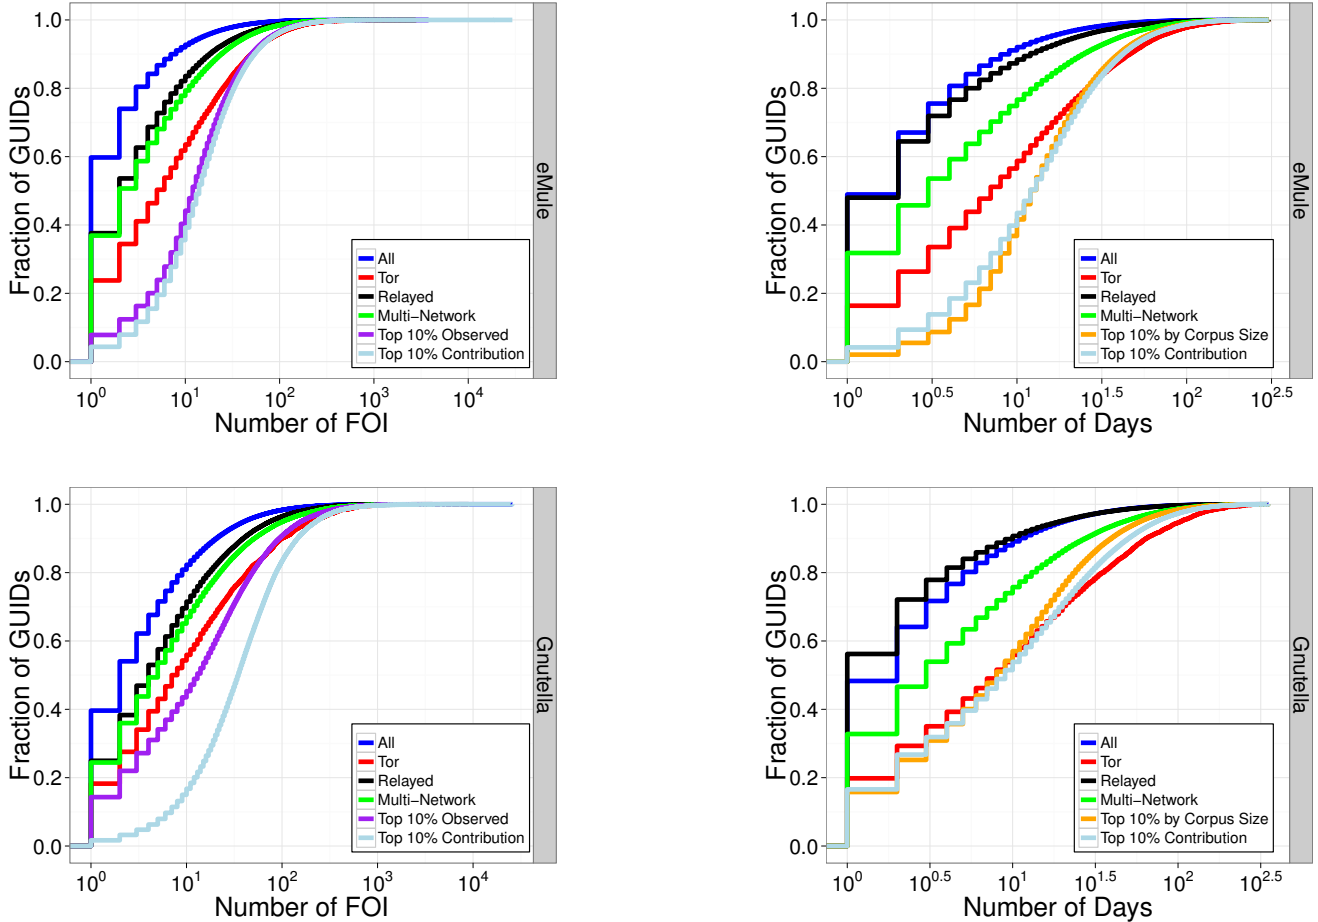 1.0
0.8
0.6
0.4
0.2
0.0
Fraction of GUIDs
All
Tor
Relayed
Multi−Network
Top 10% Observed
Top 10% Contribution
10^0 10^1 10^2 10^3 10^4
Number of FOI
eMule
1.0
0.8
0.6
0.4
0.2
0.0
Fraction of GUIDs
All
Tor
Relayed
Multi−Network
Top 10% by Corpus Size
Top 10% Contribution
10^0 10^0.5 10^1 10^1.5 10^2 10^2.5
Number of Days
eMule
1.0
0.8
0.6
0.4
0.2
0.0
Fraction of GUIDs
All
Tor
Relayed
Multi−Network
Top 10% Observed
Top 10% Contribution
10^0 10^1 10^2 10^3 10^4
Number of FOI
Gnutella
1.0
0.8
0.6
0.4
0.2
0.0
Fraction of GUIDs
All
Tor
Relayed
Multi−Network
Top 10% by Corpus Size
Top 10% Contribution
10^0 10^0.5 10^1 10^1.5 10^2 10^2.5
Number of Days
Gnutella